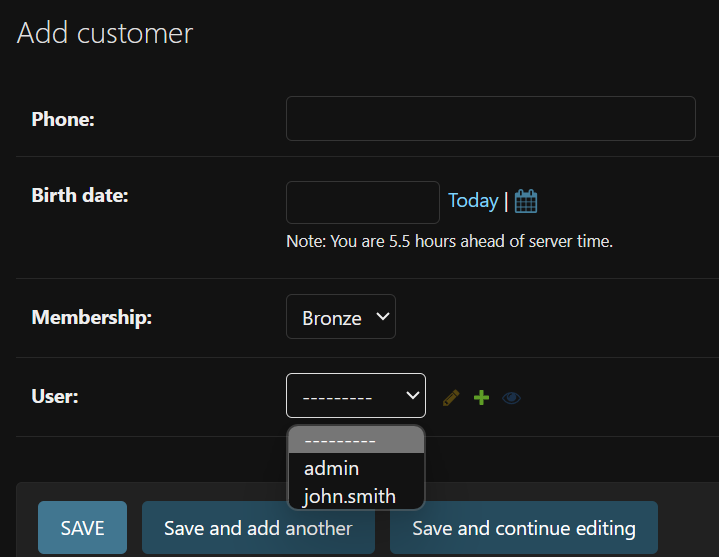 Add customer
Phone:
Birth date:
Today |
Note: You are 5.5 hours ahead of server time.
Membership:
Bronze
User:
---------
---------
admin
john.smith
SAVE
Save and add another
Save and continue editing